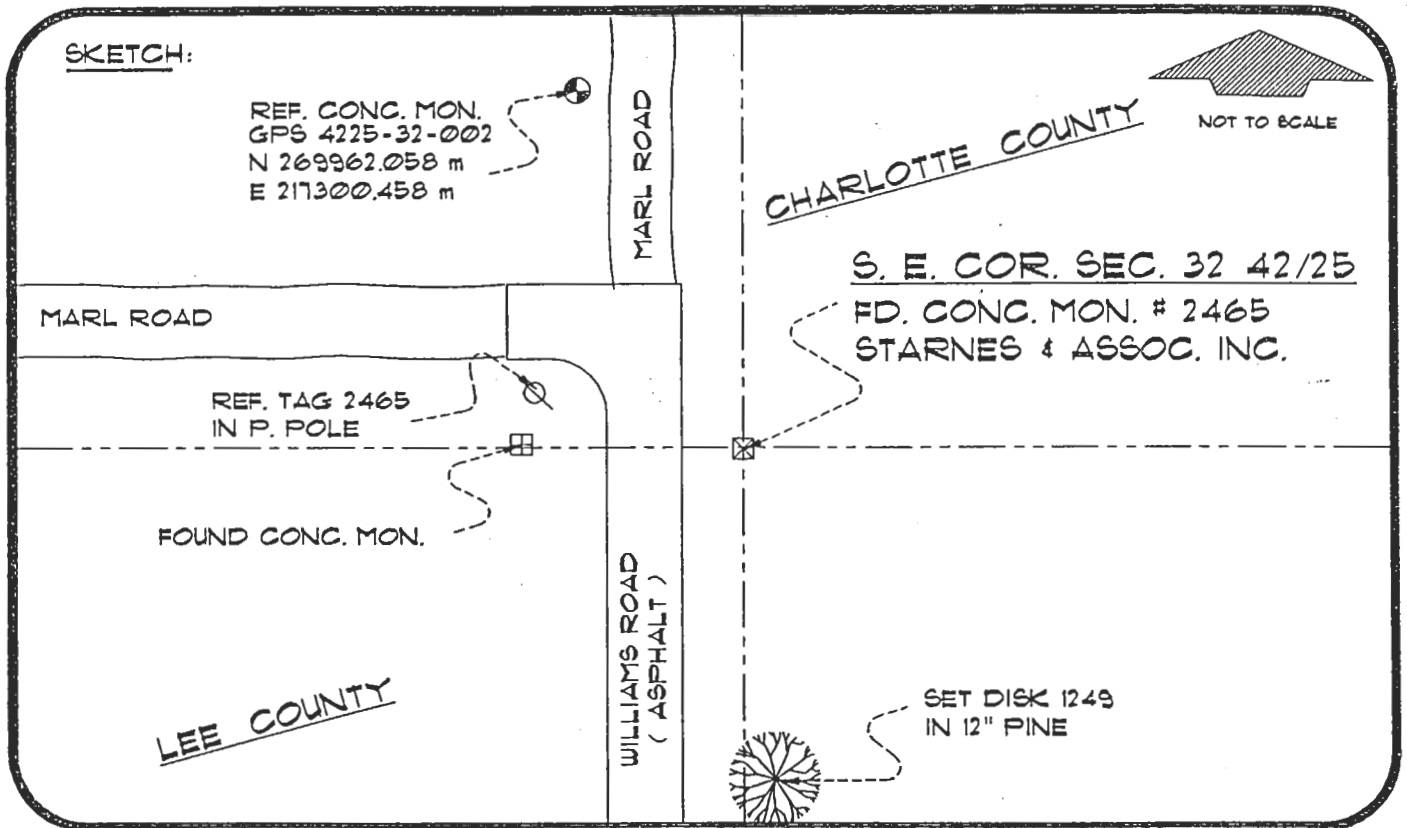 SKETCH:
REF. CONC. MON.
GPS 4225-32-002
N 269962.058 m
E 217300.458 m
MARL ROAD
CHARLOTTE COUNTY
NOT TO SCALE
S. E. COR. SEC. 32 42/25
FD. CONC. MON. # 2465
STARNES & ASSOC. INC.
MARL ROAD
REF. TAG 2465
IN P. POLE
FOUND CONC. MON.
WILLIAMS ROAD
( ASPHALT )
LEE COUNTY
SET DISK 1249
IN 12" PINE